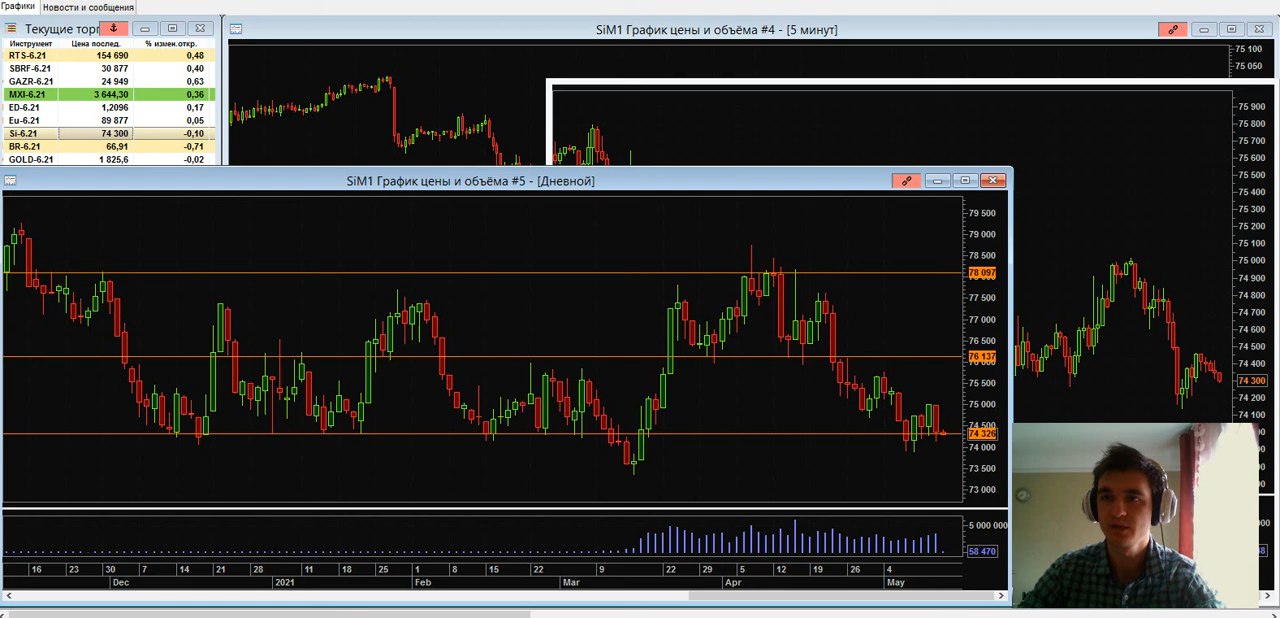 Графики Новости и сообщения
Текущие торг
SiM1 График цены и объёма #4 - [5 минут]
Инструмент Цена послед. % измен.откр.
RTS-6.21 154 690 0,48
SBRF-6.21 30 877 0,40
GAZR-6.21 24 949 0,63
MXI-6.21 3 644,30 0,36
ED-6.21 1,2096 0,17
Eu-6.21 89 877 0,05
Si-6.21 74 300 -0,10
BR-6.21 66,91 -0,71
GOLD-6.21 1 825,6 -0,02
75 100
75 050
75 900
75 800
75 700
75 600
75 500
75 400
75 300
75 200
75 100
75 000
74 900
74 800
74 700
74 600
74 500
74 400
74 300
74 200
74 100
SiM1 График цены и объёма #5 - [Дневной]
79 500
79 000
78 500
78 097
77 500
77 000
76 500
76 137
75 500
75 000
74 500
74 326
74 000
73 500
73 000
5 000 000
58 470
16 23 30 7 14 21 28 11 18 25 1 8 15 22 9 22 29 5 12 19 26 4
Dec 2021 Feb Mar Apr May